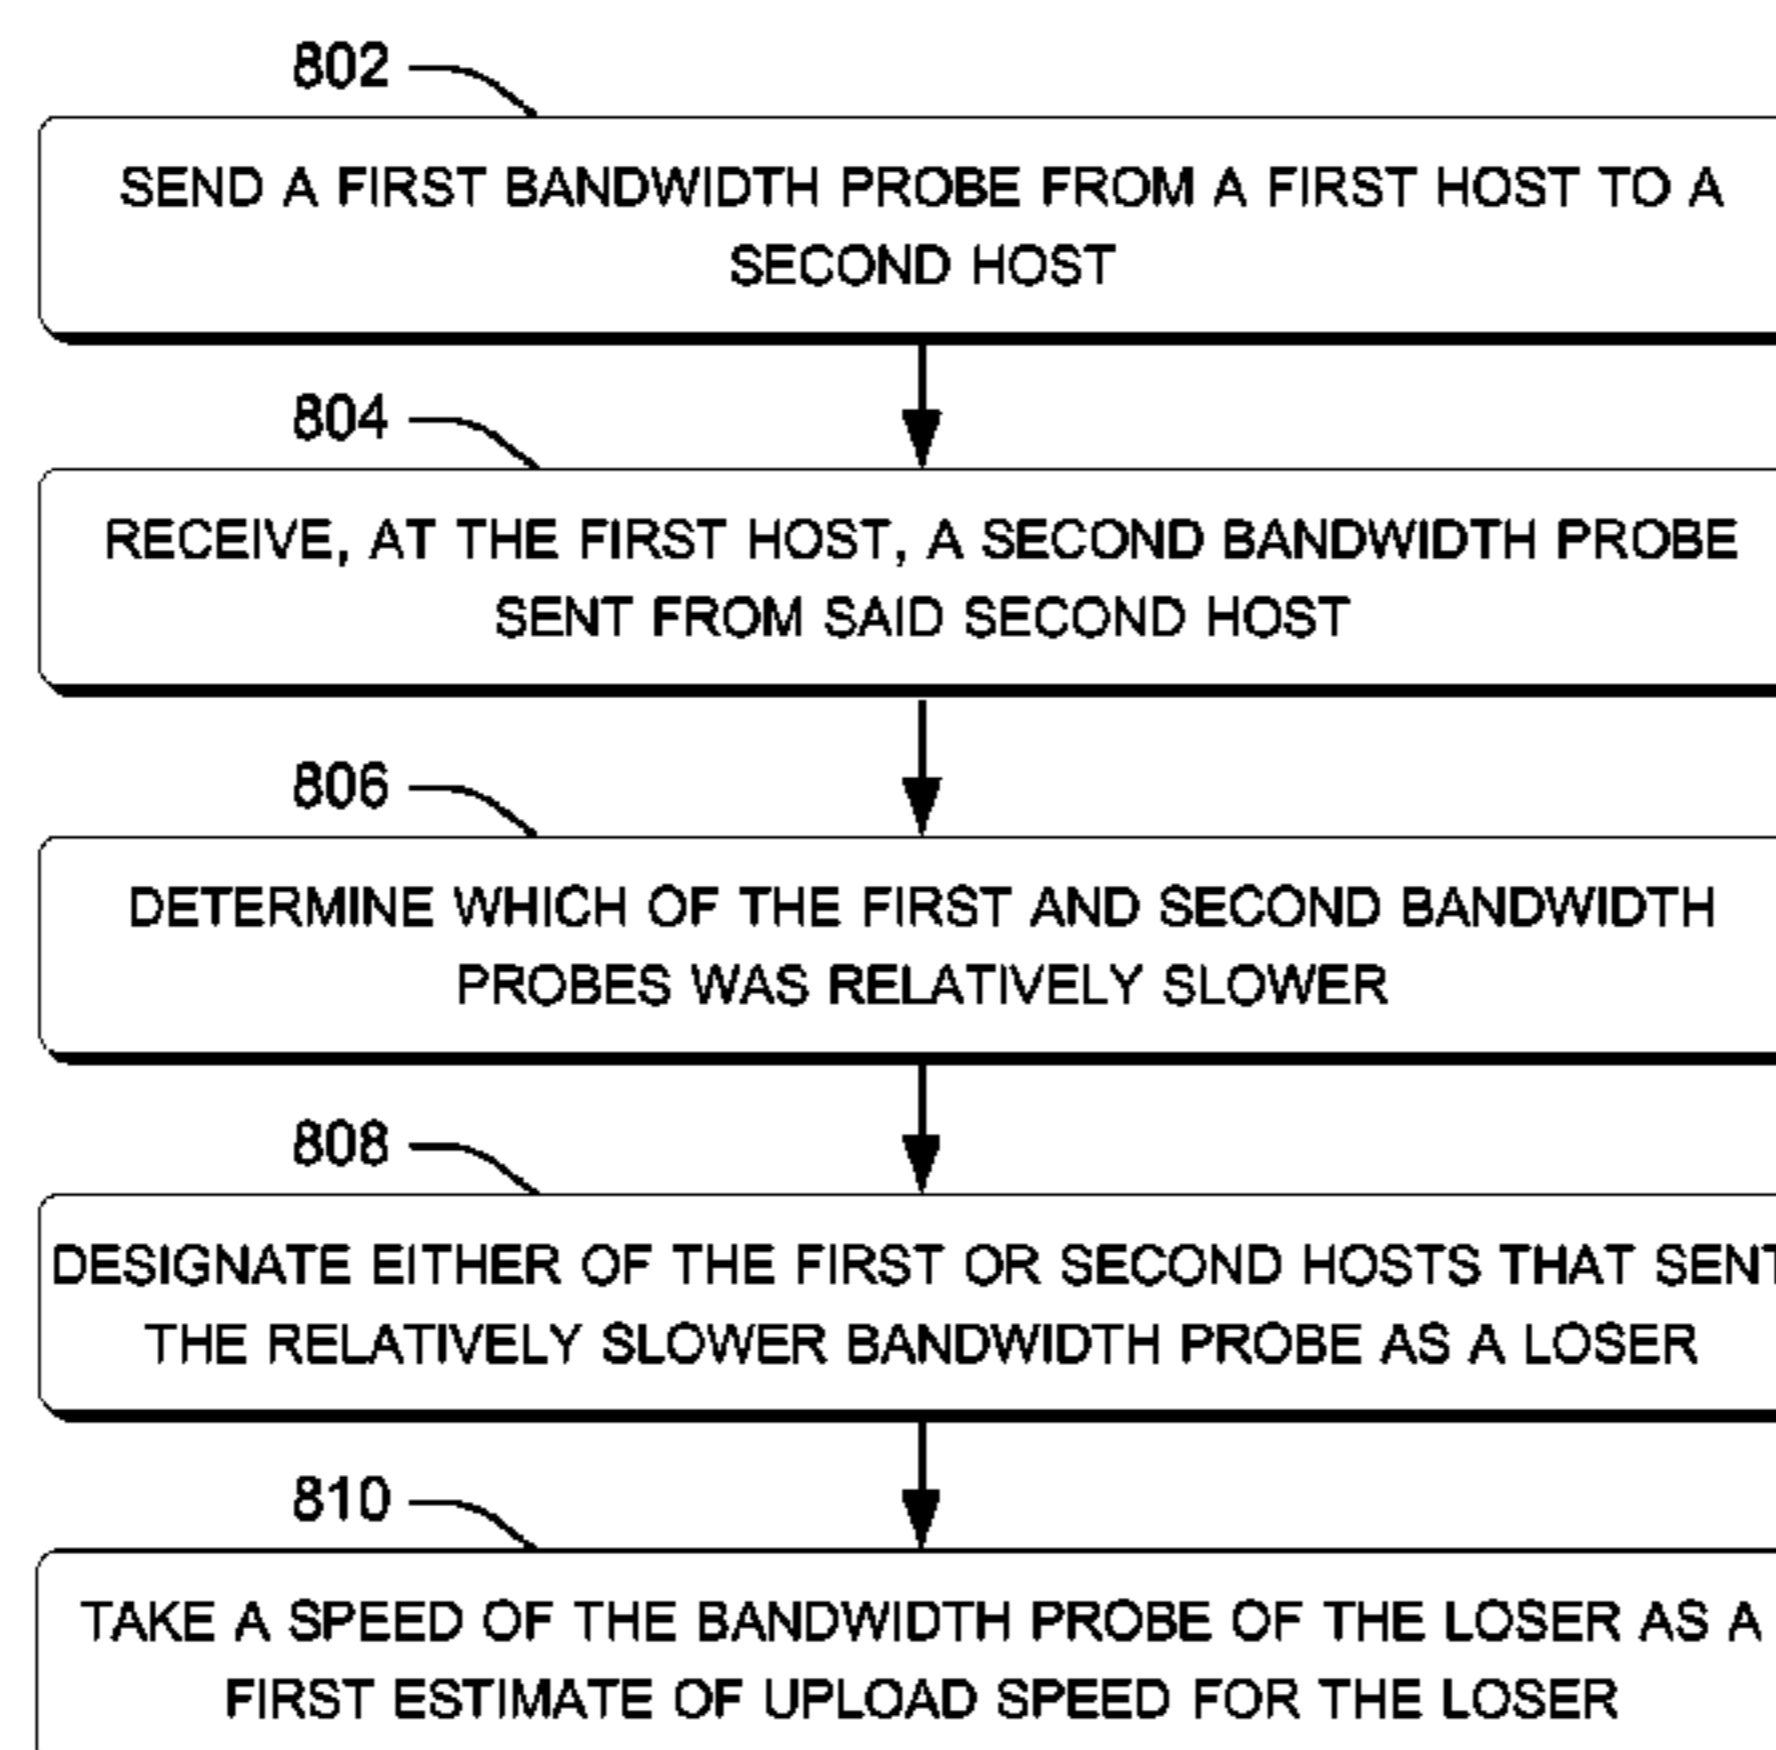 802
SEND A FIRST BANDWIDTH PROBE FROM A FIRST HOST TO A
SECOND HOST
804
RECEIVE, AT THE FIRST HOST, A SECOND BANDWIDTH PROBE
SENT FROM SAID SECOND HOST
806
DETERMINE WHICH OF THE FIRST AND SECOND BANDWIDTH
PROBES WAS RELATIVELY SLOWER
808
DESIGNATE EITHER OF THE FIRST OR SECOND HOSTS THAT SENT
THE RELATIVELY SLOWER BANDWIDTH PROBE AS A LOSER
810
TAKE A SPEED OF THE BANDWIDTH PROBE OF THE LOSER AS A
FIRST ESTIMATE OF UPLOAD SPEED FOR THE LOSER